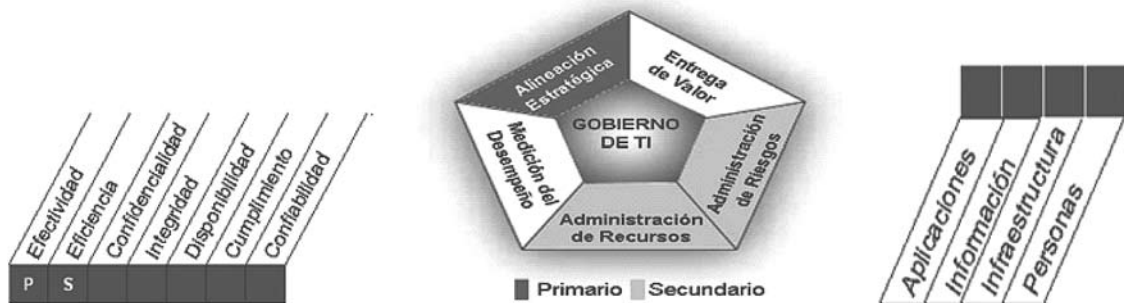 Efectividad
Eficiencia
Confidencialidad
Integridad
Disponibilidad
Cumplimiento
Confiabilidad
P S
Alineación
Estratégica
Entrega
de Valor
Medición del
Desempeño
GOBIERNO
DE TI
Administración
de Riesgos
Administración
de Recursos
Primario Secundario
Aplicaciones
Información
Infraestructura
Personas